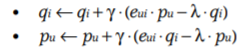 • qi ← qi + γ · (eui · pu − λ · qi)
• pu ← pu + γ · (eui · qi − λ · pu)